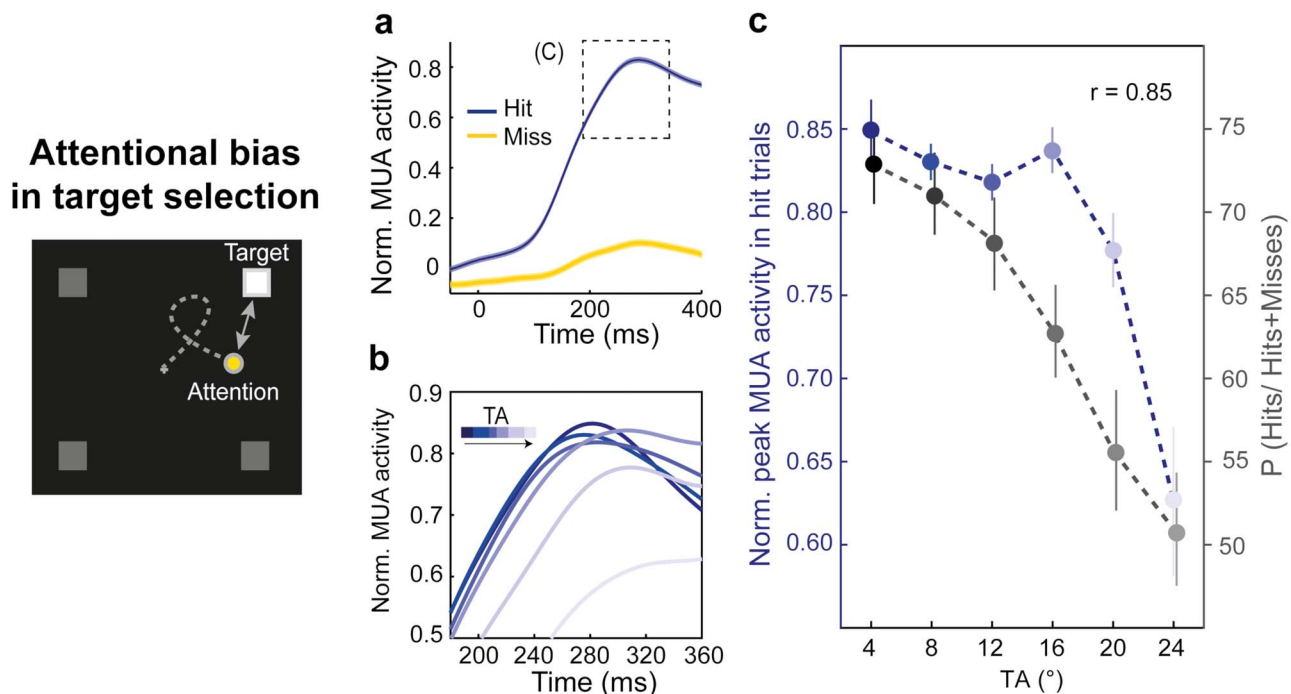 Attentional bias
in target selection
Target
Attention
a
Norm. MUA activity
0.8
0.6
0.4
0.2
0
(C)
Hit
Miss
0
200
400
Time (ms)
b
Norm. MUA activity
0.9
0.8
0.7
0.6
0.5
TA
200
240
280
320
360
Time (ms)
c
r = 0.85
Norm. peak MUA activity in hit trials
0.85
0.80
0.85
0.70
0.65
0.60
75
70
65
60
55
50
P (Hits/ Hits+Misses)
4
8
12
16
20
24
TA (°)